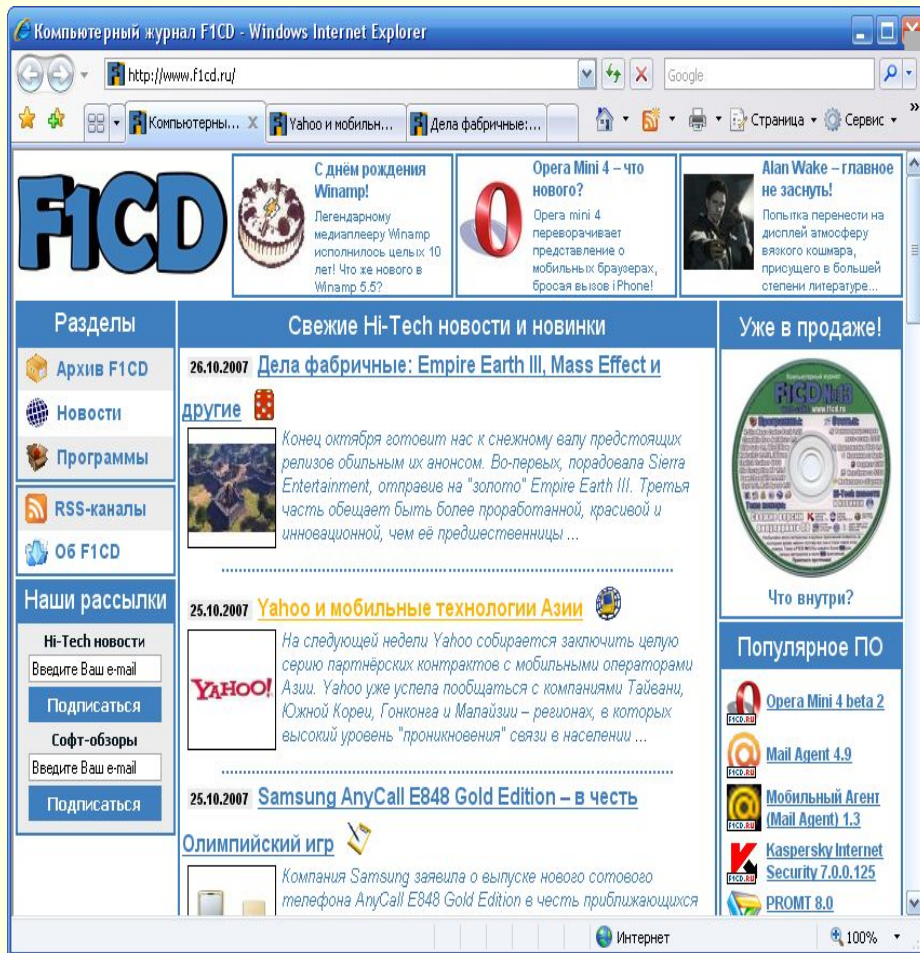 Компьютерный журнал F1CD - Windows Internet Explorer
http://www.f1cd.ru/
Google
Компьютерны...
Yahoo и мобильн...
Дела фабричные:...
Страница
Сервис
F1CD
С днём рождения
Winamp!
Легендарному
медиаплееру Winamp
исполнилось целых 10
лет! Что же нового в
Winamp 5.5?
Opera Mini 4 – что
нового?
Opera mini 4
переворачивает
представление о
мобильных браузерах,
бросая вызов iPhone!
Alan Wake – главное
не заснуть!
Попытка перенести на
дисплей атмосферу
вязкого кошмара,
присущего в большей
степени литературе...
Разделы
Архив F1CD
Новости
Программы
RSS-каналы
Об F1CD
Наши рассылки
Hi-Tech новости
Введите Ваш e-mail
Подписаться
Софт-обзоры
Введите Ваш e-mail
Подписаться
Свежие Hi-Tech новости и новинки
26.10.2007 Дела фабричные: Empire Earth III, Mass Effect и
другие
Конец октября готовит нас к снежному валу предстоящих
релизов обильным их анонсом. Во-первых, порадовала Sierra
Entertainment, отправив на "золото" Empire Earth III. Третья
часть обещает быть более проработанной, красивой и
инновационной, чем её предшественницы ...
25.10.2007 Yahoo и мобильные технологии Азии
YAHOO!
На следующей недели Yahoo собирается заключить целую
серию партнёрских контрактов с мобильными операторами
Азии. Yahoo уже успела пообщаться с компаниями Тайвани,
Южной Кореи, Гонконга и Малайзии – регионах, в которых
высокий уровень "проникновения" связи в населении ...
25.10.2007 Samsung AnyCall E848 Gold Edition – в честь
Олимпийский игр
Компания Samsung заявила о выпуске нового сотового
телефона AnyCall E848 Gold Edition в честь приближающихся
Уже в продаже!
F1CD №13
www.f1cd.ru
Что внутри?
Популярное ПО
Opera Mini 4 beta 2
Mail Agent 4.9
Мобильный Агент
(Mail Agent) 1.3
Kaspersky Internet
Security 7.0.0.125
PROMT 8.0
Интернет
100%